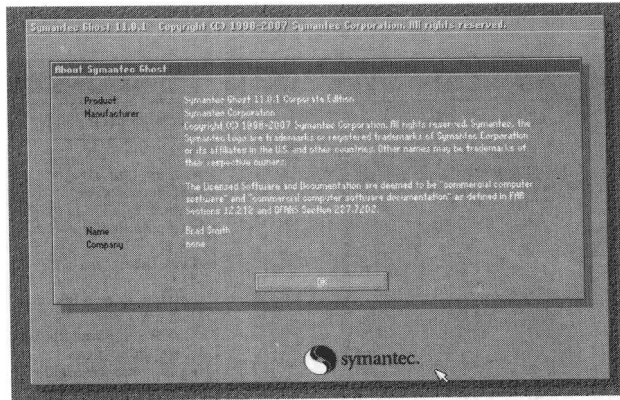 Symantec Ghost 11.0.1 Copyright (C) 1998-2007 Symantec Corporation. All rights reserved.
About Symantec Ghost
Product Symantec Ghost 11.0.1 Corporate Edition
Manufacturer Symantec Corporation
Copyright (C) 1998-2007 Symantec Corporation. All rights reserved. Symantec, the
Symantec Logo are trademarks or registered trademarks of Symantec Corporation
or its affiliates in the U.S. and other countries. Other names may be trademarks of
their respective owners.
The Licensed Software and Documentation are deemed to be "commercial computer
software" and "commercial computer software documentation" as defined in FAR
Sections 12.212 and DFARS Section 227.7202.
Name Brad Smith
Company none
OK
symantec.